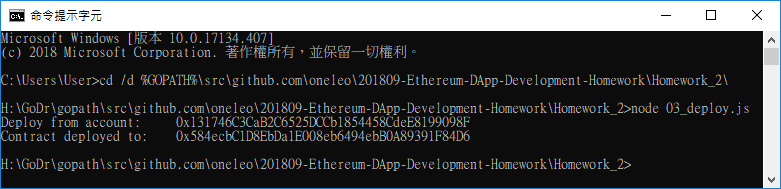 命令提示字元
Microsoft Windows [版本 10.0.17134.407]
(c) 2018 Microsoft Corporation. 著作權所有，並保留一切權利。
C:\Users\User>cd /d %GOPATH%\src\github.com\oneleo\201809-Ethereum-DApp-Development-Homework\Homework_2\
H:\GoDr\gopath\src\github.com\oneleo\201809-Ethereum-DApp-Development-Homework\Homework_2>node 03_deploy.js
Deploy from account: 0x131746C3CaB2C6525DCCb1854458CdeE8199098F
Contract deployed to: 0x584ecbC1D8EbDa1E008eb6494ebB0A89391F84D6
H:\GoDr\gopath\src\github.com\oneleo\201809-Ethereum-DApp-Development-Homework\Homework_2>